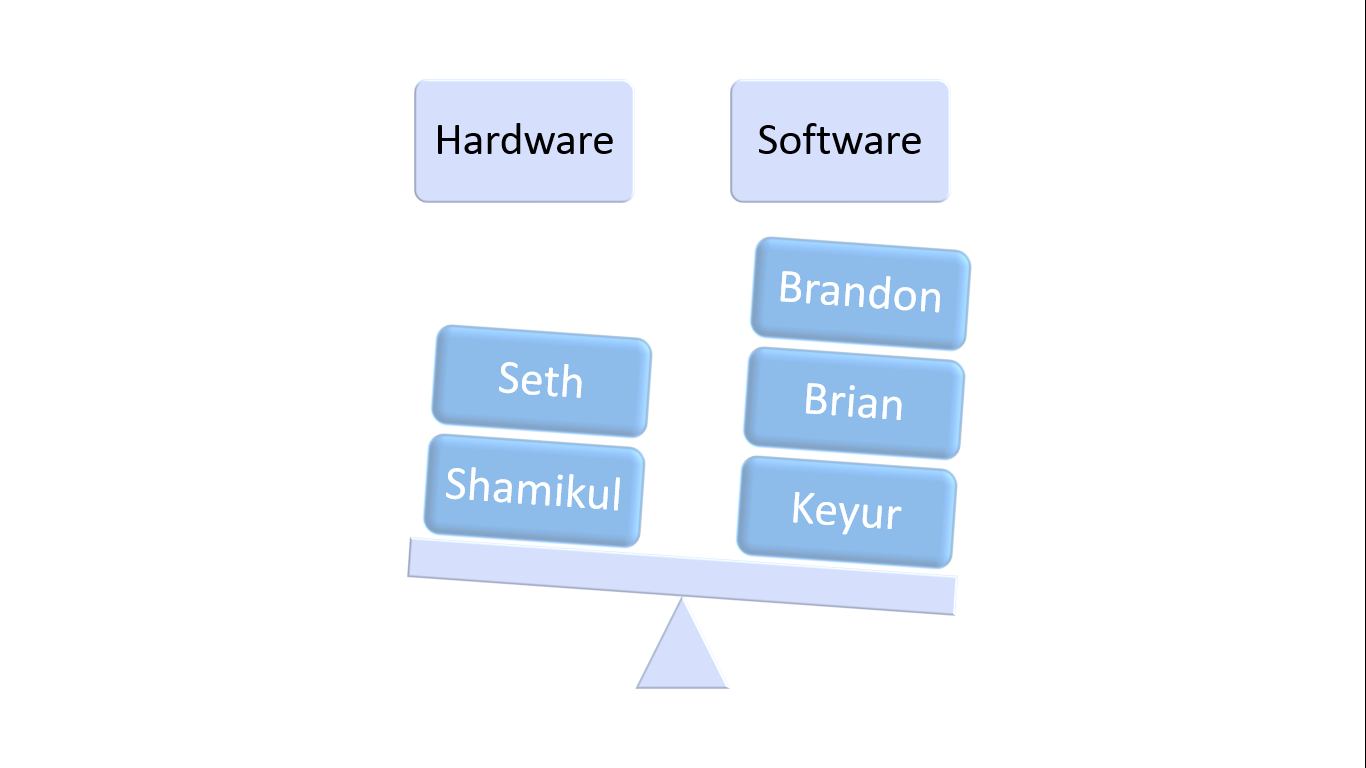 Hardware
Software
Seth
Shamikul
Brandon
Brian
Keyur